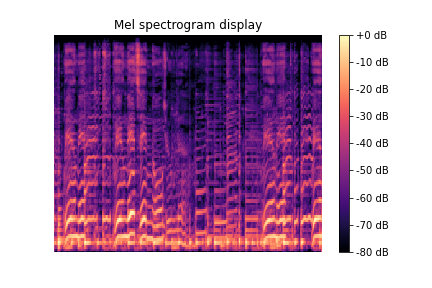 Mel spectrogram display
+0 dB
-10 dB
-20 dB
-30 dB
-40 dB
-50 dB
-60 dB
-70 dB
-80 dB